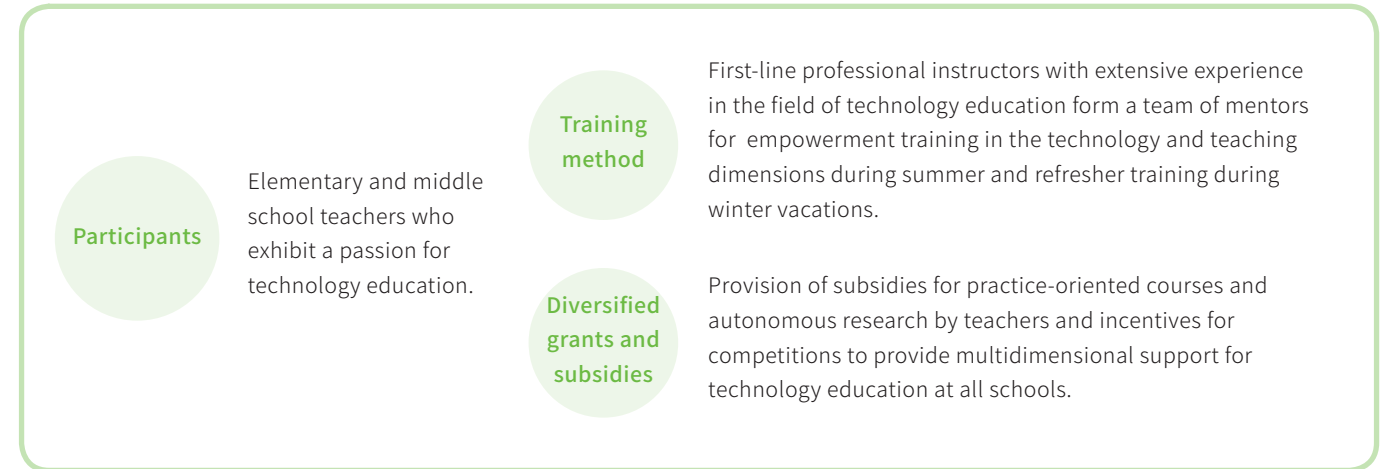 Participants
Elementary and middle
school teachers who
exhibit a passion for
technology education.
Training
method
First-line professional instructors with extensive experience
in the field of technology education form a team of mentors
for  empowerment training in the technology and teaching
dimensions during summer and refresher training during
winter vacations.
Diversified
grants and
subsidies
Provision of subsidies for practice-oriented courses and
autonomous research by teachers and incentives for
competitions to provide multidimensional support for
technology education at all schools.